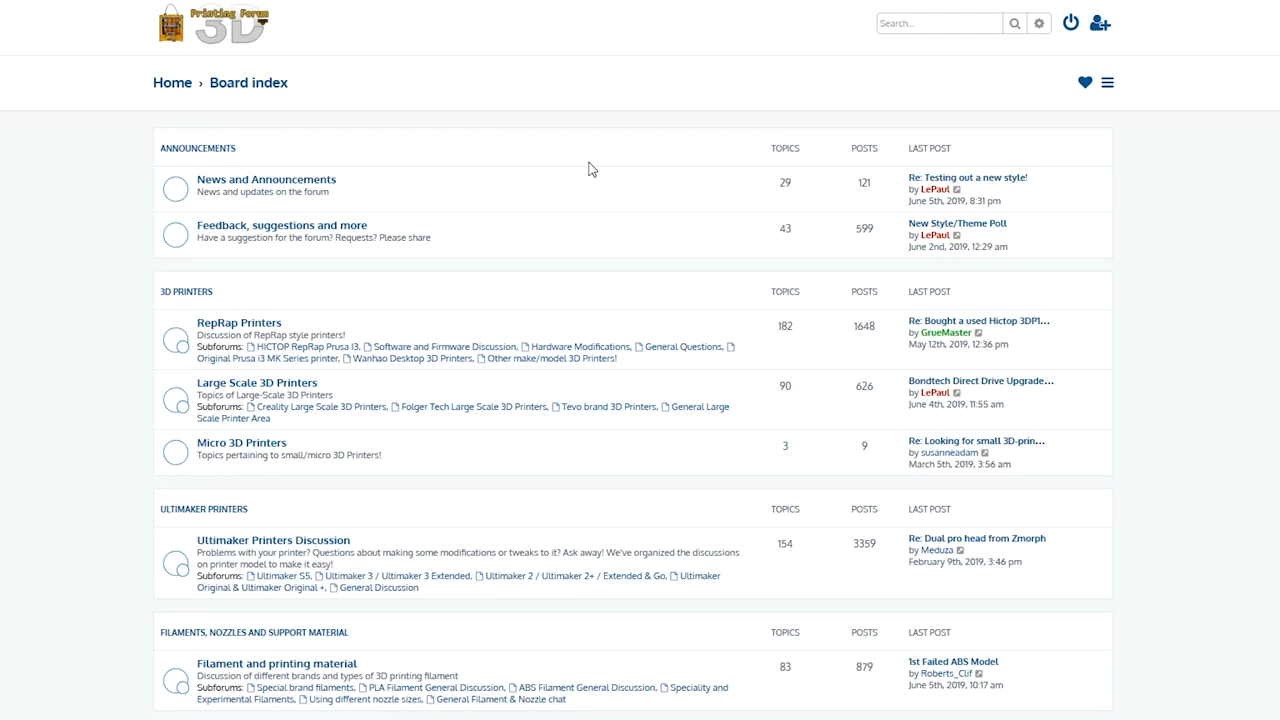 Printing Forum
3D
Search...
Home › Board index
ANNOUNCEMENTS TOPICS POSTS LAST POST
News and Announcements
News and updates on the forum
29 121
Re: Testing out a new style!
by LePaul
June 5th, 2019, 8:31 pm
Feedback, suggestions and more
Have a suggestion for the forum? Requests? Please share
43 599
New Style/Theme Poll
by LePaul
June 2nd, 2019, 12:29 am
3D PRINTERS TOPICS POSTS LAST POST
RepRap Printers
Discussion of RepRap style printers!
Subforums: HICTOP RepRap Prusa I3, Software and Firmware Discussion, Hardware Modifications, General Questions,
Original Prusa i3 MK Series printer, Wanhao Desktop 3D Printers, Other make/model 3D Printers!
182 1648
Re: Bought a used Hictop 3DP1...
by GrueMaster
May 12th, 2019, 12:36 pm
Large Scale 3D Printers
Topics of Large-Scale 3D Printers
Subforums: Creality Large Scale 3D Printers, Folger Tech Large Scale 3D Printers, Tevo brand 3D Printers, General Large
Scale Printer Area
90 626
Bondtech Direct Drive Upgrade...
by LePaul
June 4th, 2019, 11:55 am
Micro 3D Printers
Topics pertaining to small/micro 3D Printers!
3 9
Re: Looking for small 3D-prin...
by susanneadam
March 5th, 2019, 3:56 am
ULTIMAKER PRINTERS TOPICS POSTS LAST POST
Ultimaker Printers Discussion
Problems with your printer? Questions about making some modifications or tweaks to it? Ask away! We've organized the discussions
on printer model to make it easy!
Subforums: Ultimaker S5, Ultimaker 3 / Ultimaker 3 Extended, Ultimaker 2 / Ultimaker 2+ / Extended & Go, Ultimaker
Original & Ultimaker Original +, General Discussion
154 3359
Re: Dual pro head from Zmorph
by Meduza
February 9th, 2019, 3:46 pm
FILAMENTS, NOZZLES AND SUPPORT MATERIAL TOPICS POSTS LAST POST
Filament and printing material
Discussion of different brands and types of 3D printing filament
Subforums: Special brand filaments, PLA Filament General Discussion, ABS Filament General Discussion, Speciality and
Experimental Filaments, Using different nozzle sizes, General Filament & Nozzle chat
83 879
1st Failed ABS Model
by Roberts_Clif
June 5th, 2019, 10:17 am